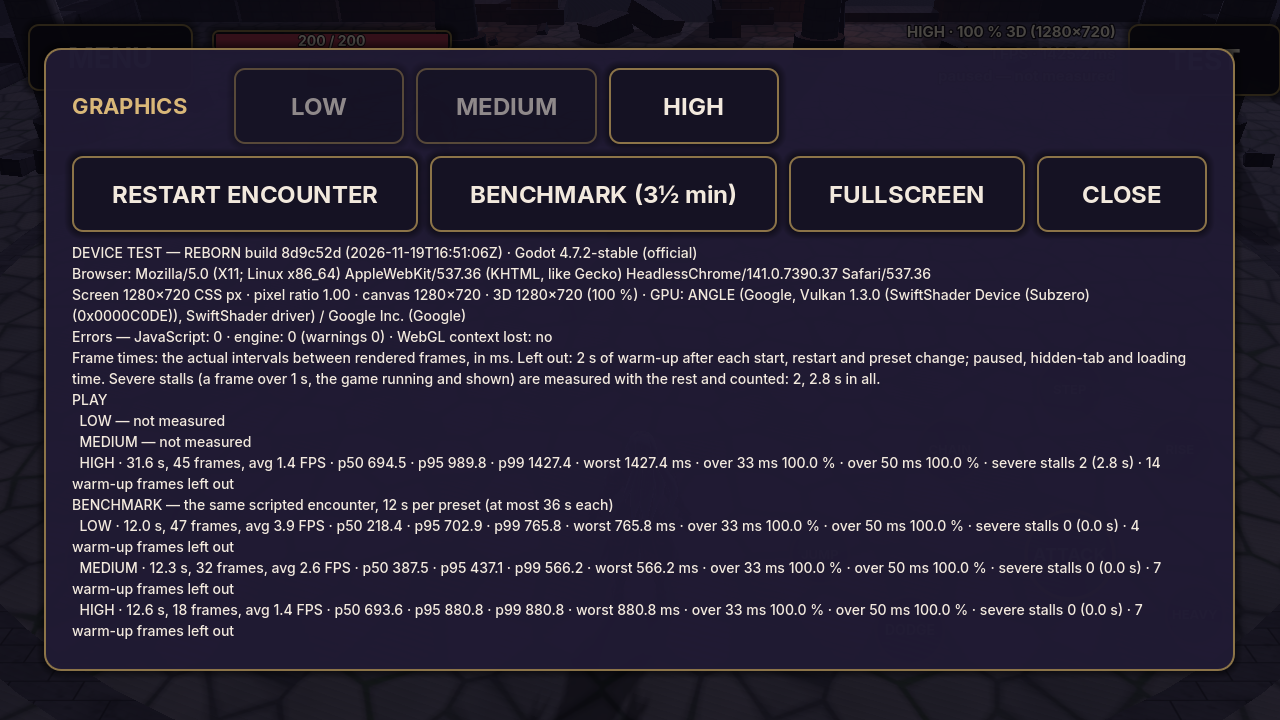 200 / 200
HIGH · 100 % 3D (1280×720)
GRAPHICS
LOW
MEDIUM
HIGH
RESTART ENCOUNTER
BENCHMARK (3½ min)
FULLSCREEN
CLOSE
DEVICE TEST — REBORN build 8d9c52d (2026-11-19T16:51:06Z) · Godot 4.7.2-stable (official)
Browser: Mozilla/5.0 (X11; Linux x86_64) AppleWebKit/537.36 (KHTML, like Gecko) HeadlessChrome/141.0.7390.37 Safari/537.36
Screen 1280×720 CSS px · pixel ratio 1.00 · canvas 1280×720 · 3D 1280×720 (100 %) · GPU: ANGLE (Google, Vulkan 1.3.0 (SwiftShader Device (Subzero)
(0x0000C0DE)), SwiftShader driver) / Google Inc. (Google)
Errors — JavaScript: 0 · engine: 0 (warnings 0) · WebGL context lost: no
Frame times: the actual intervals between rendered frames, in ms. Left out: 2 s of warm-up after each start, restart and preset change; paused, hidden-tab and loading
time. Severe stalls (a frame over 1 s, the game running and shown) are measured with the rest and counted: 2, 2.8 s in all.
PLAY
LOW — not measured
MEDIUM — not measured
HIGH · 31.6 s, 45 frames, avg 1.4 FPS · p50 694.5 · p95 989.8 · p99 1427.4 · worst 1427.4 ms · over 33 ms 100.0 % · over 50 ms 100.0 % · severe stalls 2 (2.8 s) · 14
warm-up frames left out
BENCHMARK — the same scripted encounter, 12 s per preset (at most 36 s each)
LOW · 12.0 s, 47 frames, avg 3.9 FPS · p50 218.4 · p95 702.9 · p99 765.8 · worst 765.8 ms · over 33 ms 100.0 % · over 50 ms 100.0 % · severe stalls 0 (0.0 s) · 4
warm-up frames left out
MEDIUM · 12.3 s, 32 frames, avg 2.6 FPS · p50 387.5 · p95 437.1 · p99 566.2 · worst 566.2 ms · over 33 ms 100.0 % · over 50 ms 100.0 % · severe stalls 0 (0.0 s) · 7
warm-up frames left out
HIGH · 12.6 s, 18 frames, avg 1.4 FPS · p50 693.6 · p95 880.8 · p99 880.8 · worst 880.8 ms · over 33 ms 100.0 % · over 50 ms 100.0 % · severe stalls 0 (0.0 s) · 7
warm-up frames left out